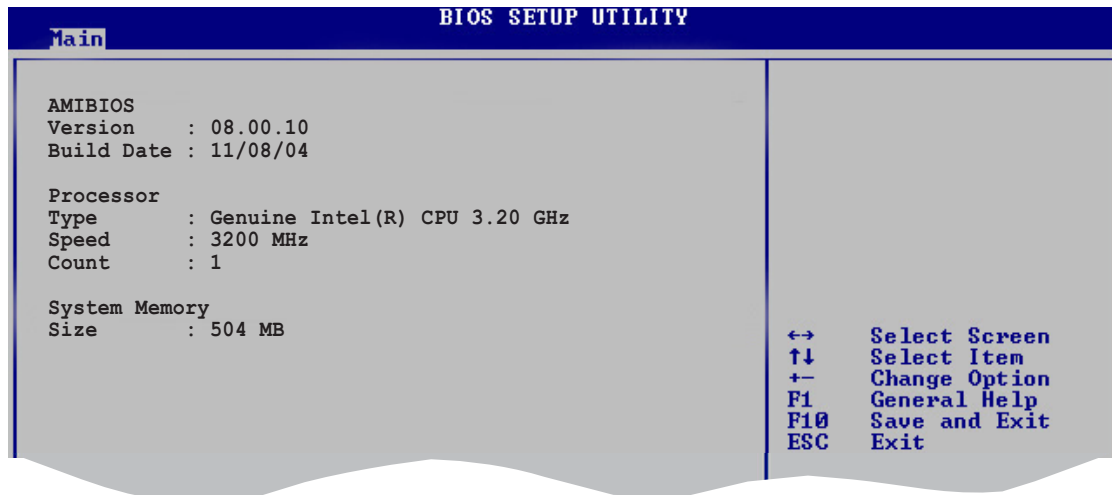 BIOS SETUP UTILITY
Main
AMIBIOS
Version : 08.00.10
Build Date : 11/08/04
Processor
Type : Genuine Intel(R) CPU 3.20 GHz
Speed : 3200 MHz
Count : 1
System Memory
Size : 504 MB
←→ Select Screen
↑↓ Select Item
+- Change Option
F1 General Help
F10 Save and Exit
ESC Exit